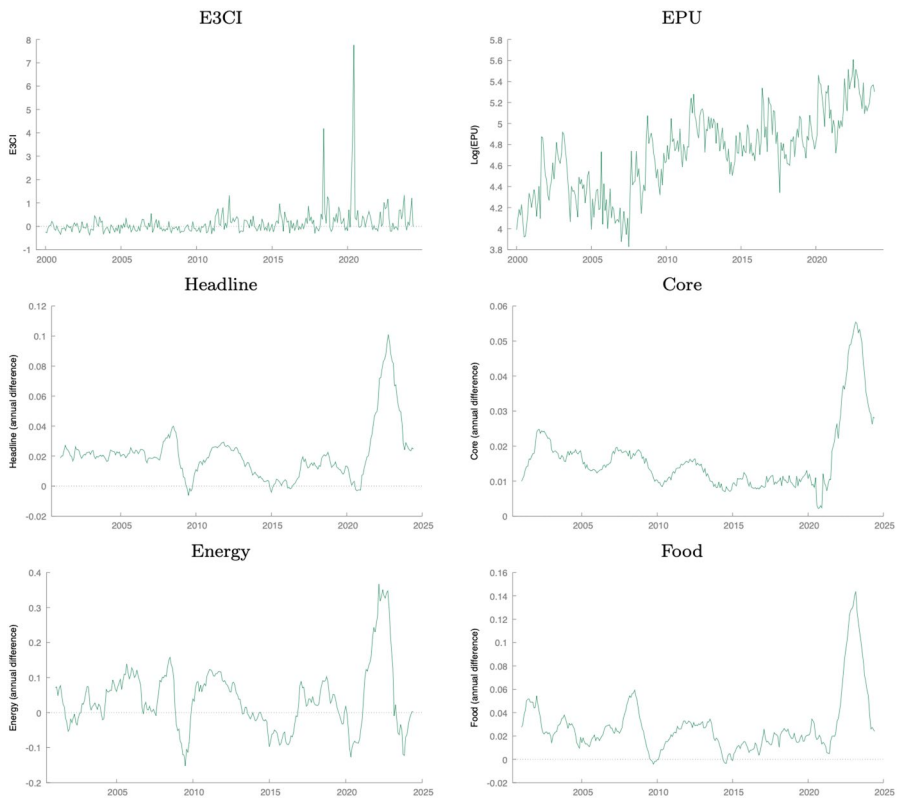 E3CI
8
7
6
5
4
3
2
1
0
-1
E3CI
2000 2005 2010 2015 2020
EPU
5.8
5.6
5.4
5.2
5
4.8
4.6
4.4
4.2
4
3.8
Log(EPU)
2000 2005 2010 2015 2020
Headline
0.12
0.1
0.08
0.06
0.04
0.02
0
-0.02
Headline (annual difference)
2005 2010 2015 2020 2025
Core
0.06
0.05
0.04
0.03
0.02
0.01
0
Core (annual difference)
2005 2010 2015 2020 2025
Energy
0.4
0.3
0.2
0.1
0
-0.1
-0.2
Energy (annual difference)
2005 2010 2015 2020 2025
Food
0.16
0.14
0.12
0.1
0.08
0.06
0.04
0.02
0
-0.02
Food (annual difference)
2005 2010 2015 2020 2025